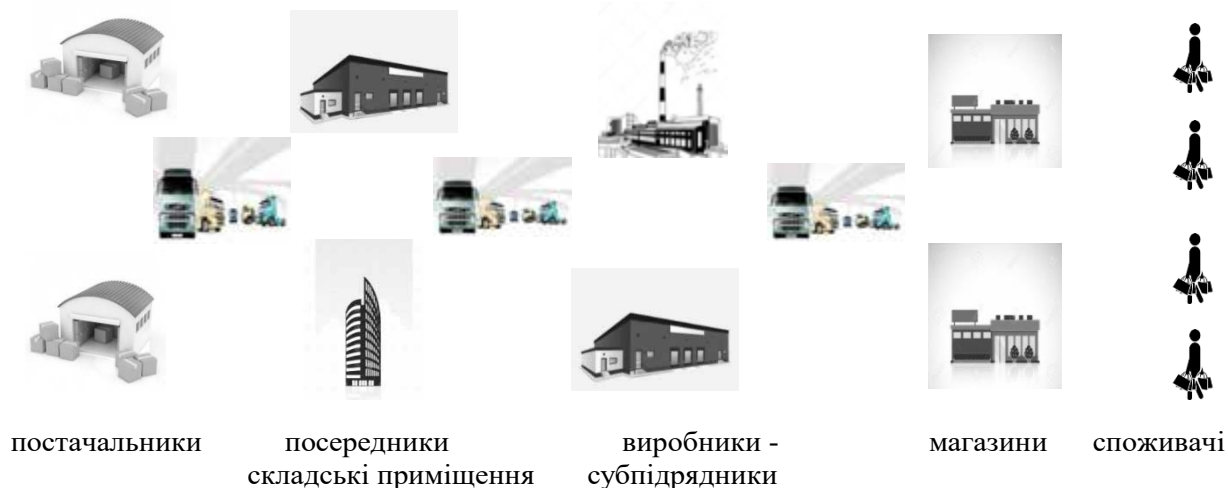 постачальники посередники виробники - магазини споживачі
складські приміщення субпідрядники